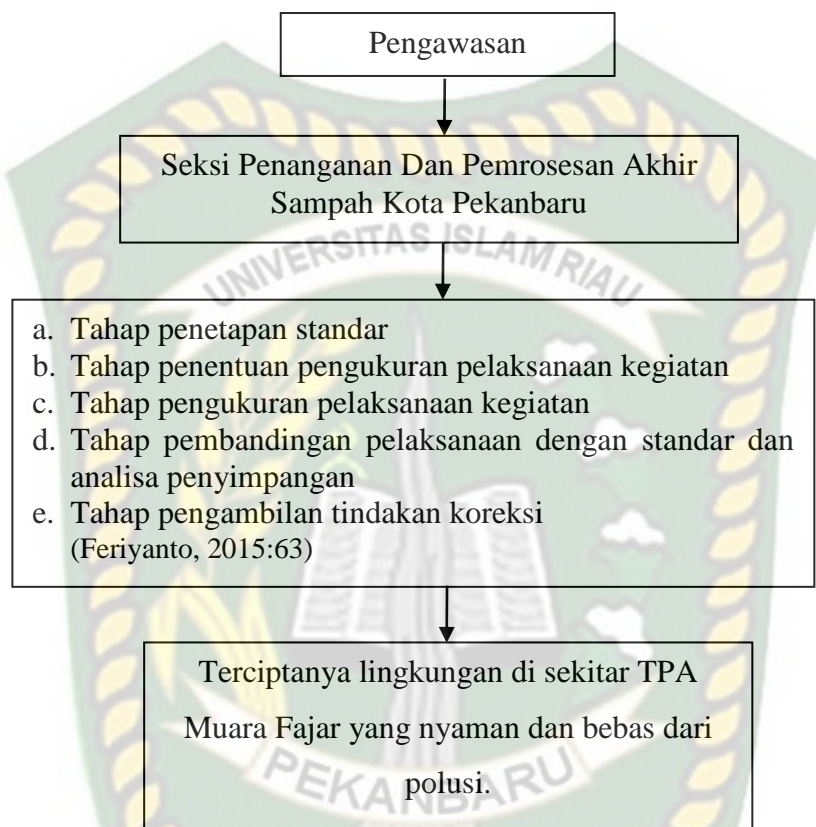 Pengawasan
Seksi Penanganan Dan Pemrosesan Akhir
Sampah Kota Pekanbaru
UNIVERSITAS ISLAM RIAU
a. Tahap penetapan standar
b. Tahap penentuan pengukuran pelaksanaan kegiatan
c. Tahap pengukuran pelaksanaan kegiatan
d. Tahap pembandingan pelaksanaan dengan standar dan
analisa penyimpangan
e. Tahap pengambilan tindakan koreksi
(Feriyanto, 2015:63)
Terciptanya lingkungan di sekitar TPA
Muara Fajar yang nyaman dan bebas dari
polusi.
PEKANBARU